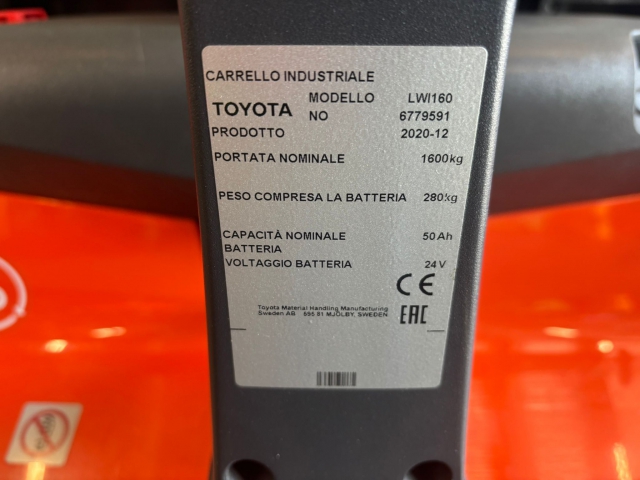 CARRELLO INDUSTRIALE
TOYOTA MODELLO LWI160
NO 6779591
PRODOTTO 2020-12
PORTATA NOMINALE 1600kg
PESO COMPRESA LA BATTERIA 280kg
CAPACITÀ NOMINALE 50Ah
BATTERIA
VOLTAGGIO BATTERIA 24V
CE
Toyota Material Handling Manufacturing
Sweden AB 595 81 MJÖLBY, SWEDEN
EAC